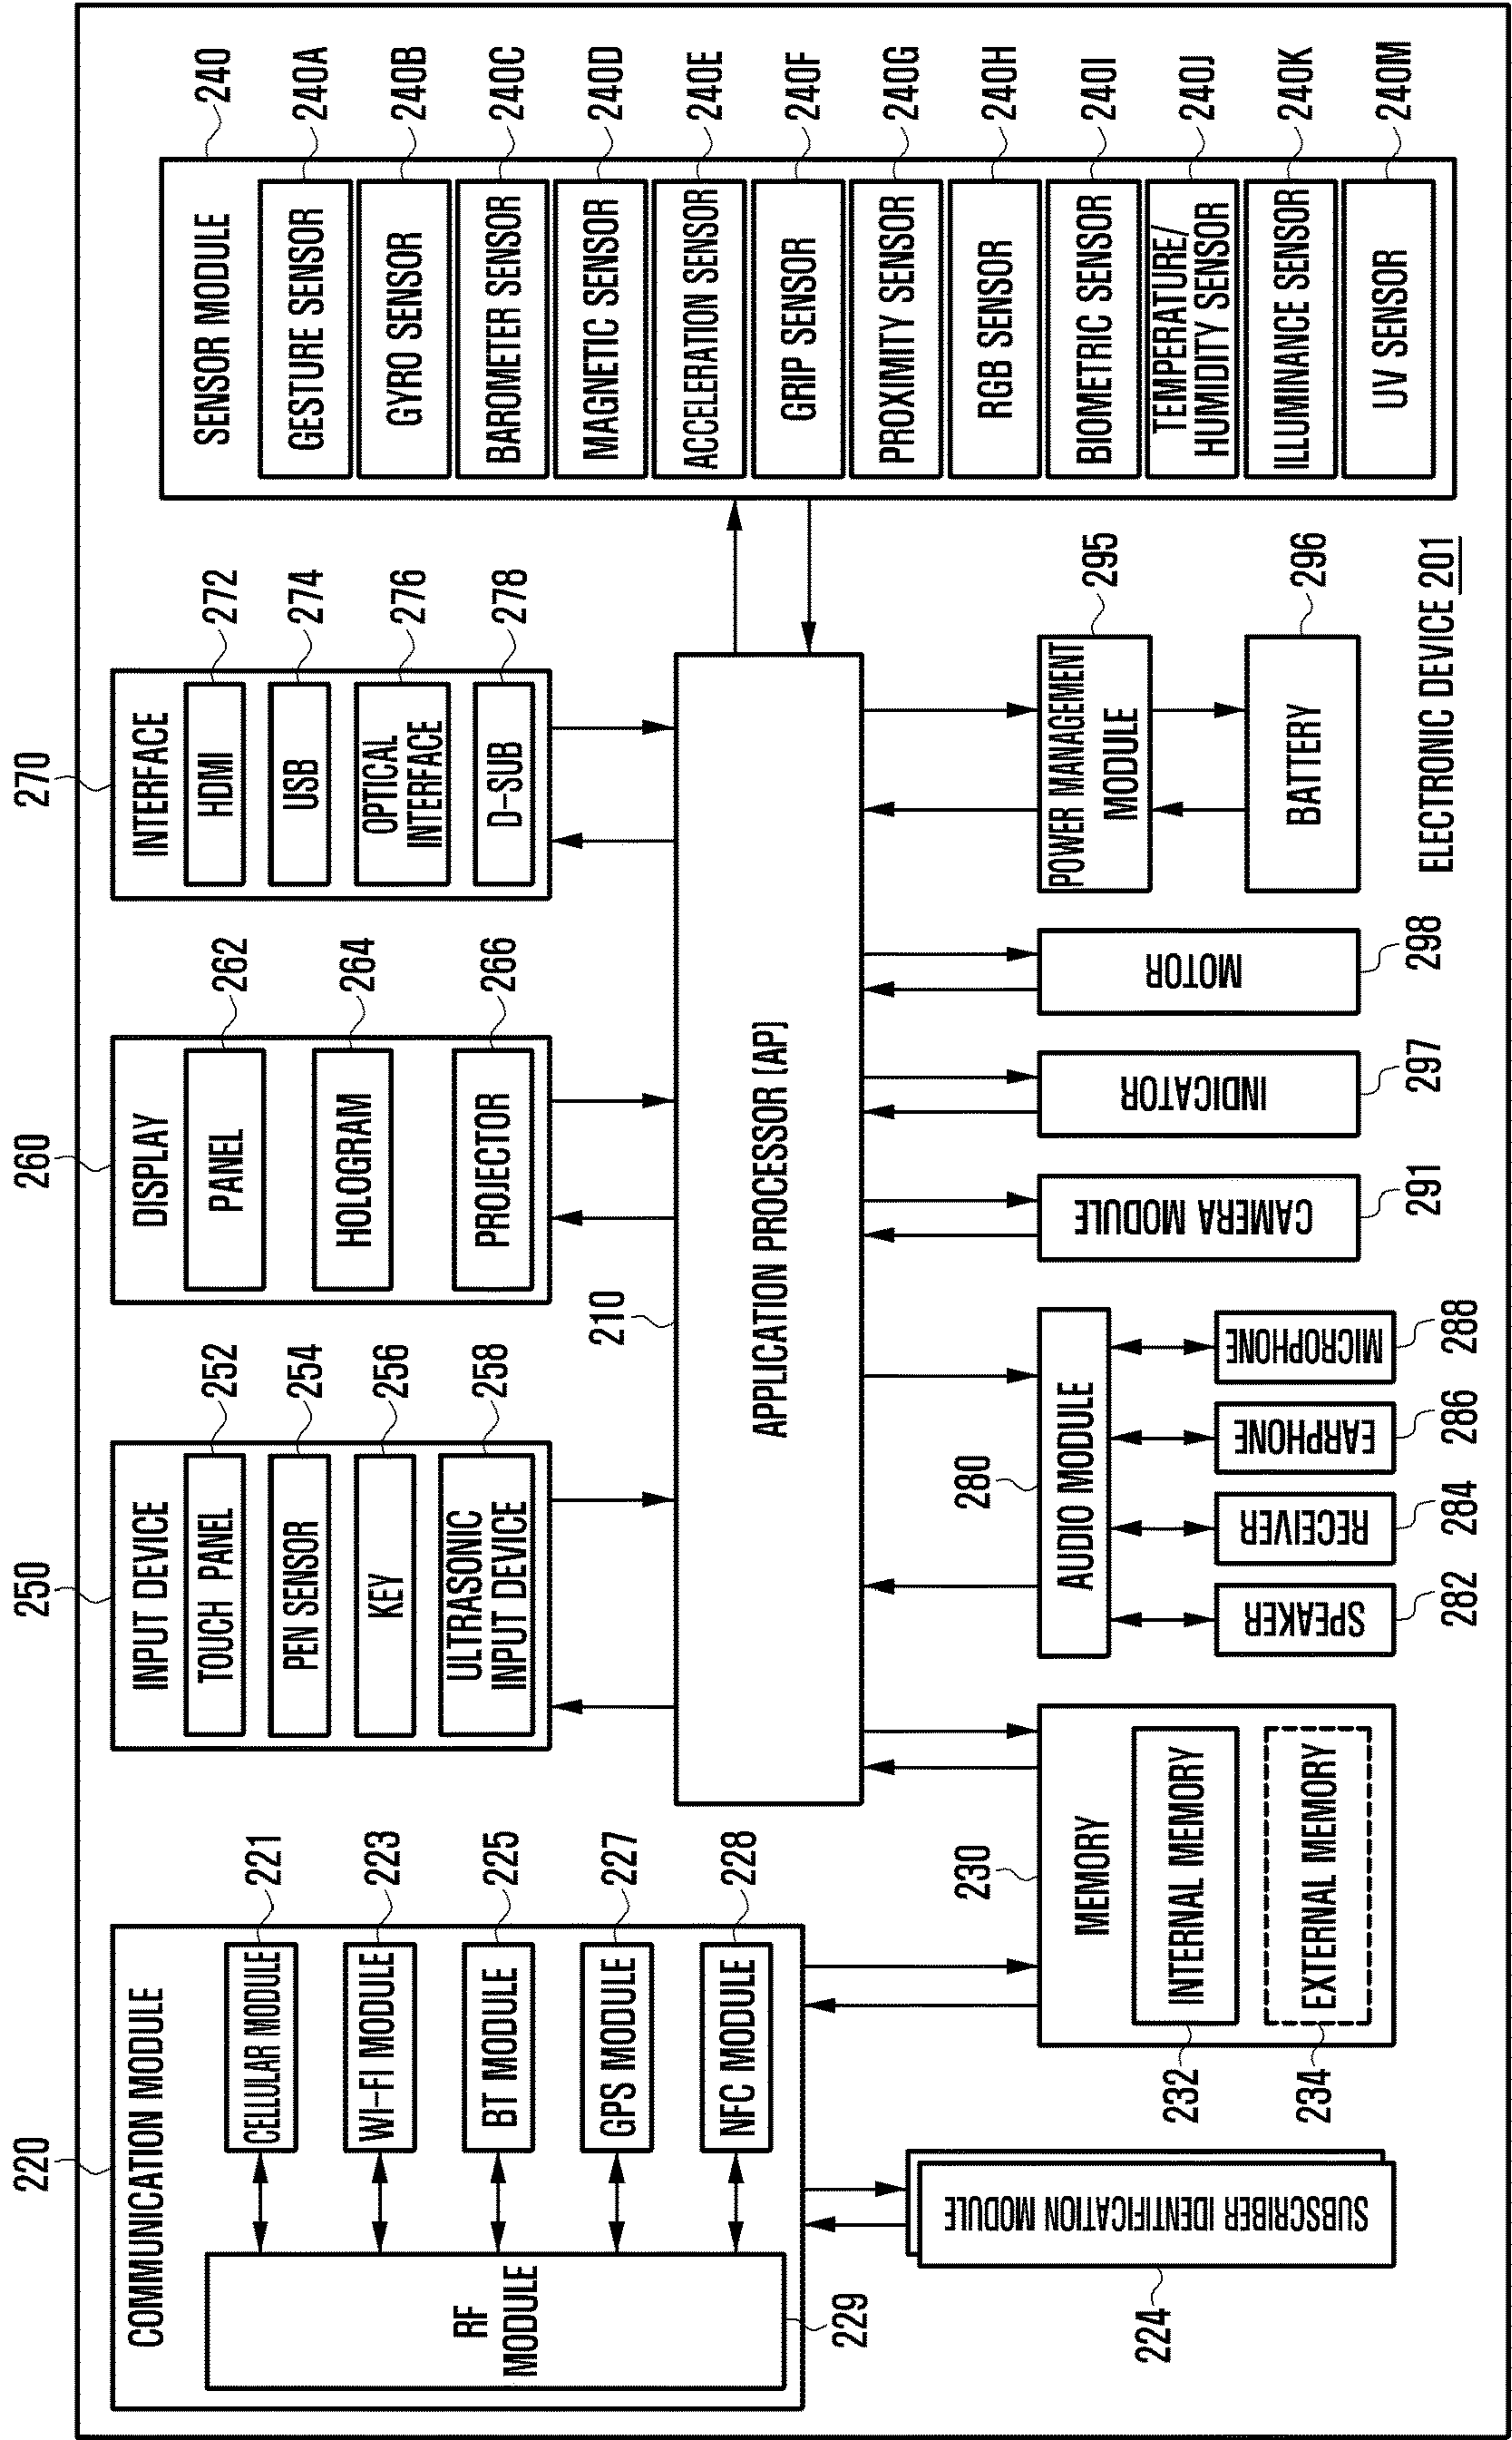 220
COMMUNICATION MODULE
RF
MODULE
229
CELLULAR MODULE
221
WI-FI MODULE
223
BT MODULE
225
GPS MODULE
227
NFC MODULE
228
250
INPUT DEVICE
TOUCH PANEL
252
PEN SENSOR
254
KEY
256
ULTRASONIC
INPUT DEVICE
258
260
DISPLAY
PANEL
262
HOLOGRAM
264
PROJECTOR
266
270
INTERFACE
HDMI
272
USB
274
OPTICAL
INTERFACE
276
D-SUB
278
SENSOR MODULE
240
GESTURE SENSOR
240A
GYRO SENSOR
240B
BAROMETER SENSOR
240C
MAGNETIC SENSOR
240D
ACCELERATION SENSOR
240E
GRIP SENSOR
240F
PROXIMITY SENSOR
240G
RGB SENSOR
240H
BIOMETRIC SENSOR
240I
TEMPERATURE/
HUMIDITY SENSOR
240J
ILLUMINANCE SENSOR
240K
UV SENSOR
240M
210
APPLICATION PROCESSOR (AP)
224
SUBSCRIBER IDENTIFICATION MODULE
230
MEMORY
INTERNAL MEMORY
232
EXTERNAL MEMORY
234
280
AUDIO MODULE
SPEAKER
282
RECEIVER
284
EARPHONE
286
MICROPHONE
288
CAMERA MODULE
291
INDICATOR
297
MOTOR
298
POWER MANAGEMENT
MODULE
295
BATTERY
296
ELECTRONIC DEVICE 201